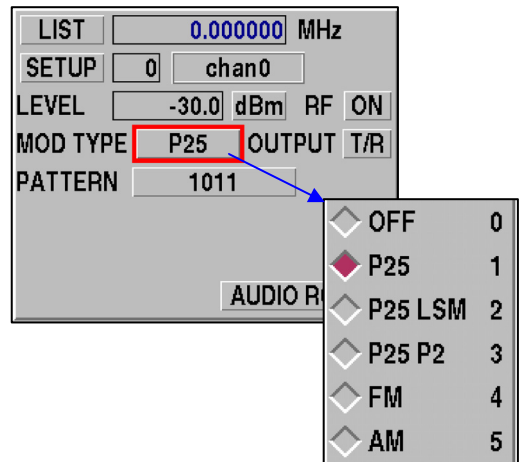 LIST 0.000000 MHz
SETUP 0 chan0
LEVEL -30.0 dBm RF ON
MOD TYPE P25 OUTPUT T/R
PATTERN 1011
AUDIO
OFF 0
P25 1
P25 LSM 2
P25 P2 3
FM 4
AM 5